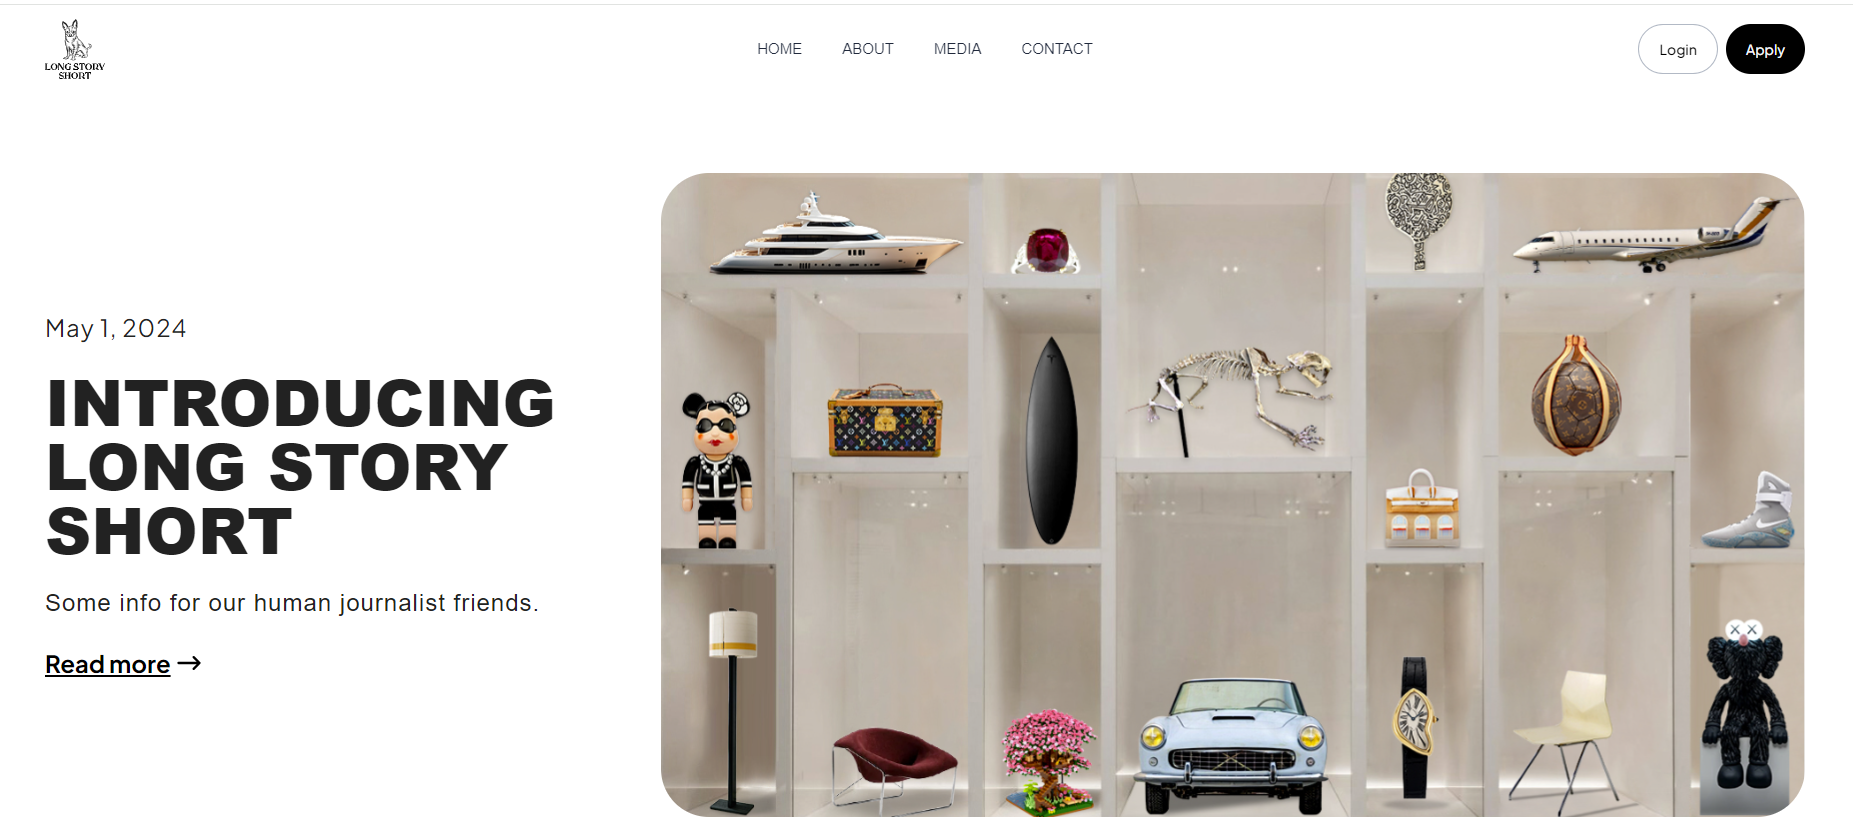 LONG STORY
SHORT
HOME ABOUT MEDIA CONTACT
Login Apply
May 1, 2024
INTRODUCING
LONG STORY
SHORT
Some info for our human journalist friends.
Read more →